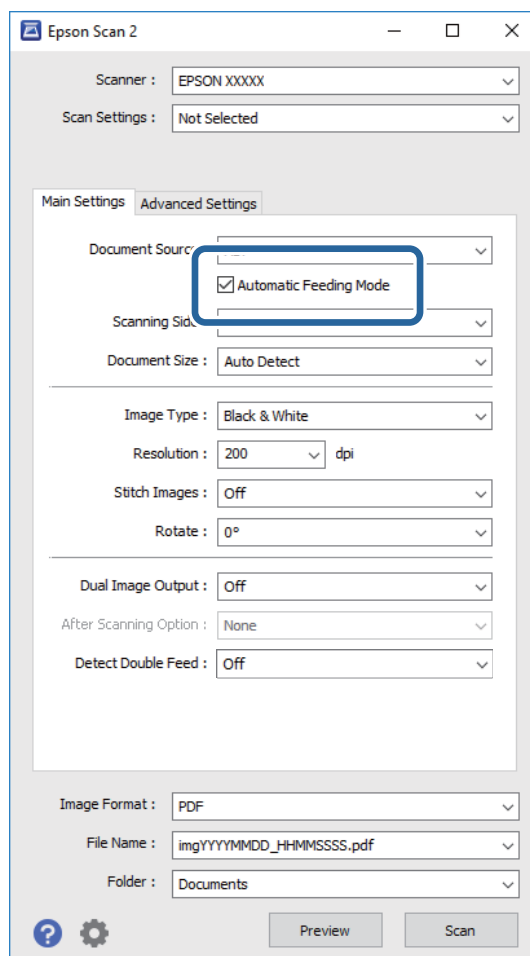 Epson Scan 2
Scanner : EPSON XXXXX
Scan Settings : Not Selected
Main Settings Advanced Settings
Document
Automatic Feeding Mode
Scanning
Document Size : Auto Detect
Image Type : Black & White
Resolution : 200 dpi
Stitch Images : Off
Rotate : 0°
Dual Image Output : Off
After Scanning Option : None
Detect Double Feed : Off
Image Format : PDF
File Name : imgYYYYMMDD_HHMMSSSS.pdf
Folder : Documents
? Preview Scan